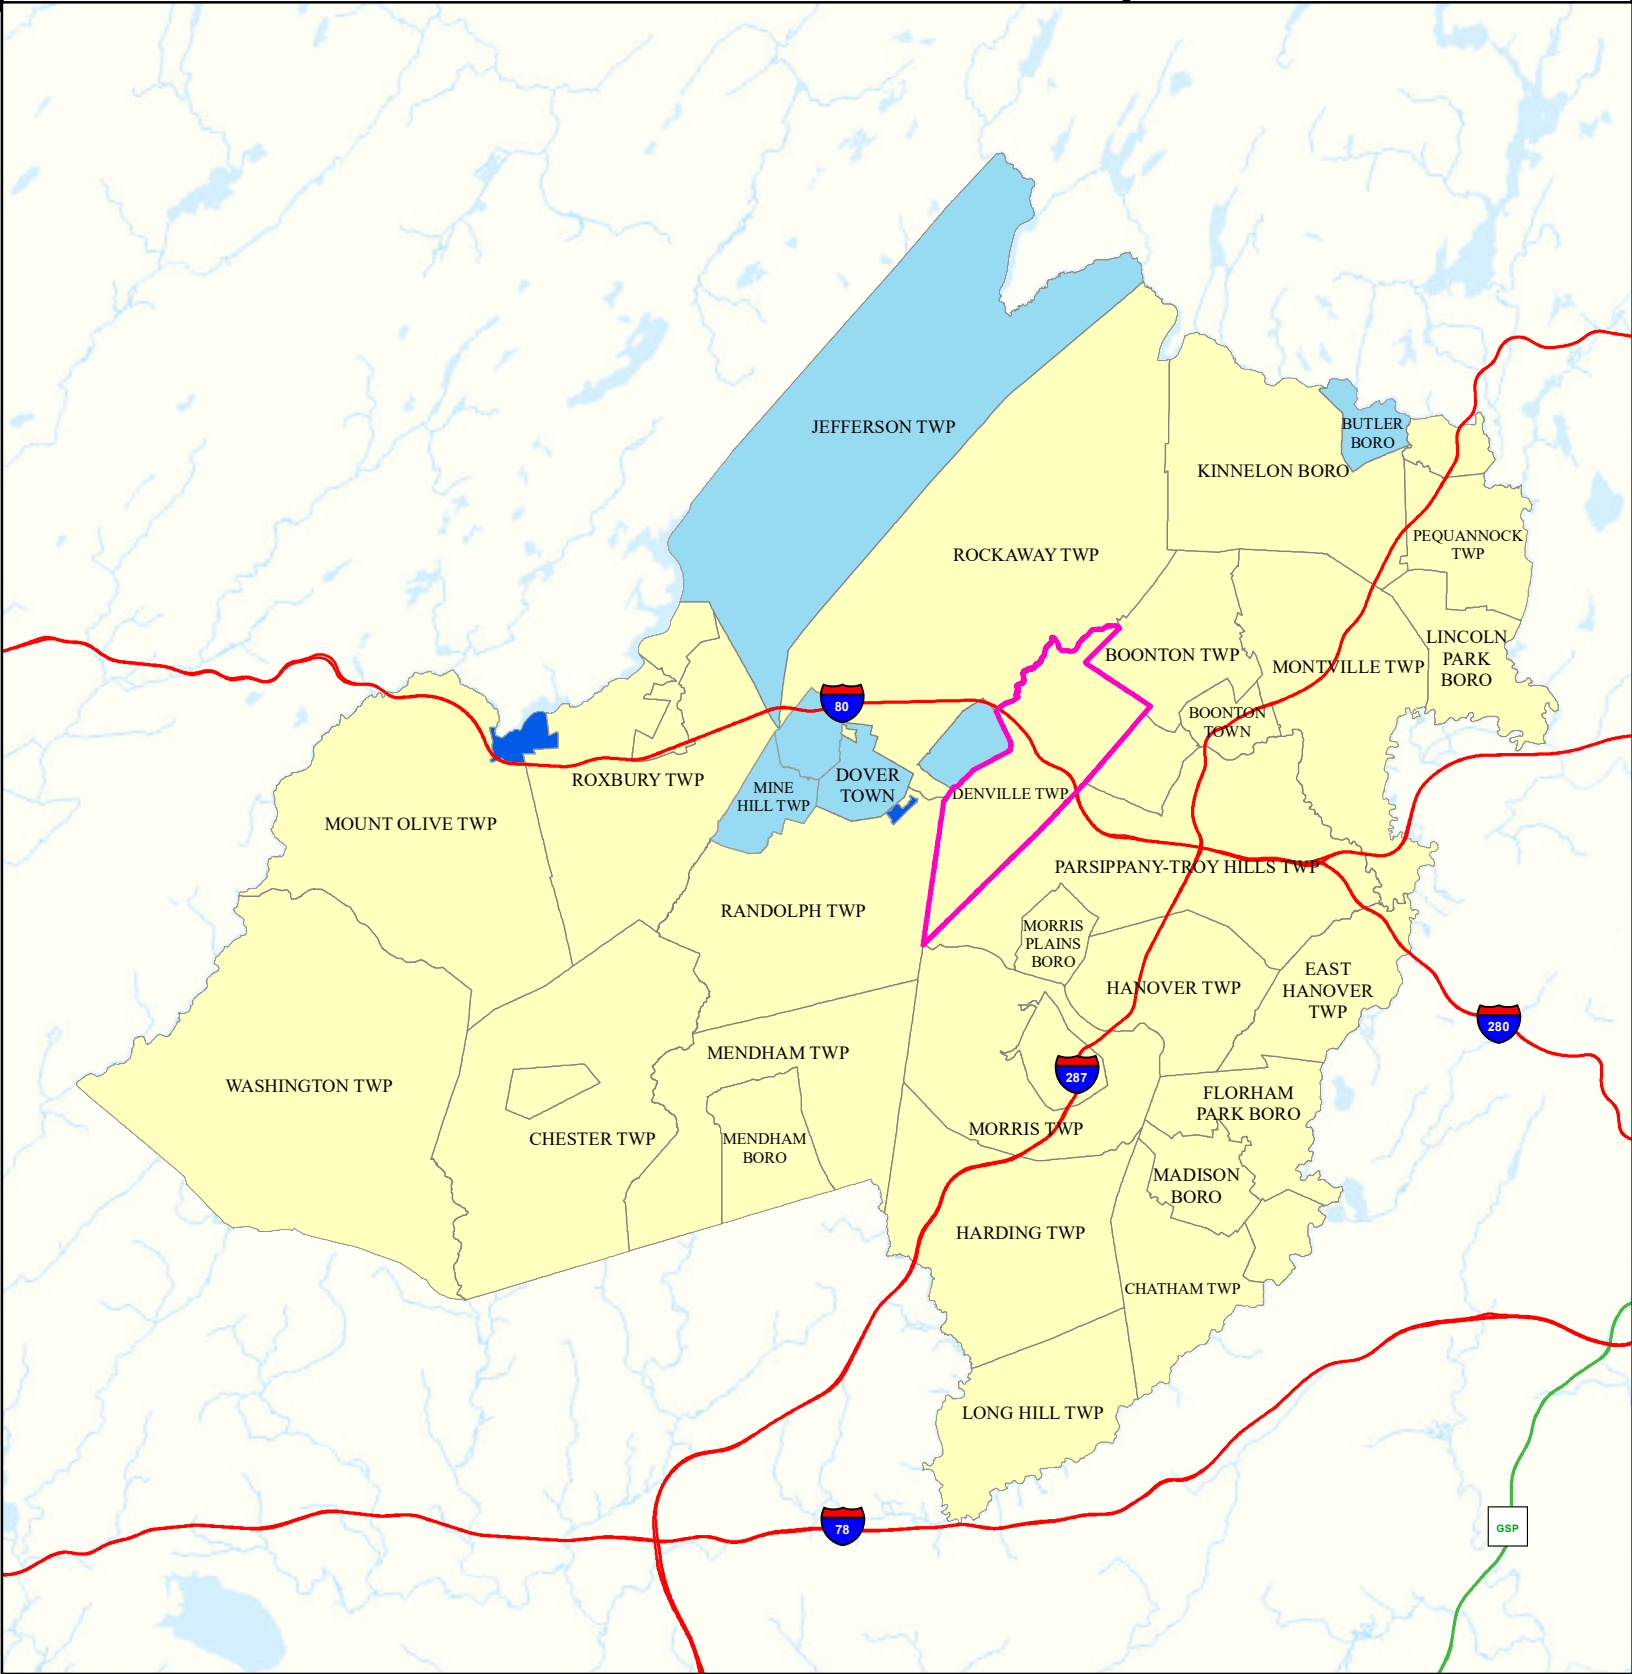 JEFFERSON TWP
BUTLER
BORO
KINNELON BORO
PEQUANNOCK
TWP
ROCKAWAY TWP
LINCOLN
PARK
BORO
BOONTON TWP
MONTVILLE TWP
80
BOONTON
TOWN
ROXBURY TWP
MINE
HILL TWP
DOVER
TOWN
DENVILLE TWP
MOUNT OLIVE TWP
PARSIPPANY-TROY HILLS TWP
RANDOLPH TWP
MORRIS
PLAINS
BORO
EAST
HANOVER
TWP
HANOVER TWP
280
MENDHAM TWP
287
WASHINGTON TWP
FLORHAM
PARK BORO
CHESTER TWP
MENDHAM
BORO
MORRIS TWP
MADISON
BORO
HARDING TWP
CHATHAM TWP
LONG HILL TWP
78
GSP